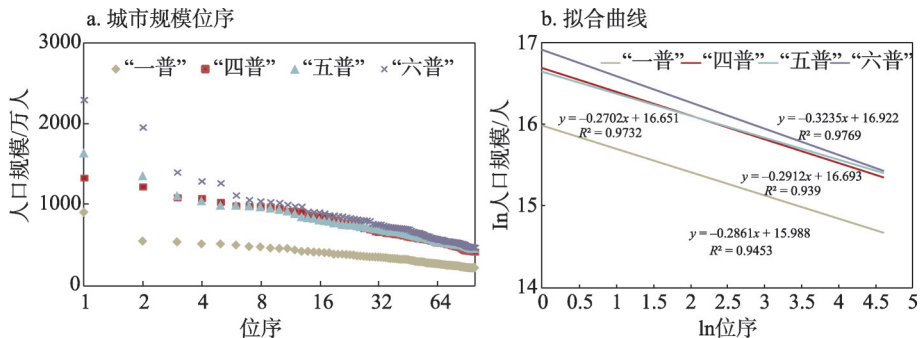 a. 城市规模位序
3000
“一普” “四普” “五普” “六普”
2000
1000
0
1 2 4 8 16 32 64
人口规模/万人
位序
b. 拟合曲线
17
“一普” “四普” “五普” “六普”
y = –0.2702x + 16.651
R² = 0.9732
y = –0.3235x + 16.922
R² = 0.9769
16
y = –0.2912x + 16.693
R² = 0.939
15
y = –0.2861x + 15.988
R² = 0.9453
14
0 0.5 1 1.5 2 2.5 3 3.5 4 4.5 5
ln人口规模/人
ln位序